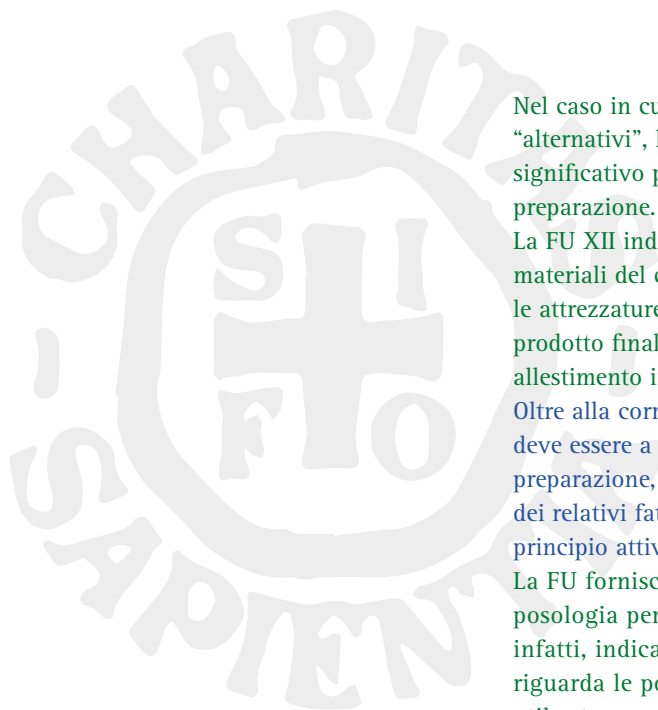 CHARITAS
SAPIENTIA
S I
F O
Nel caso in cu
“alternativi”, l
significativo p
preparazione.
La FU XII ind
materiali del c
le attrezzature
prodotto final
allestimento i
Oltre alla corr
deve essere a
preparazione,
dei relativi fat
principio attiv
La FU fornisc
posologia per
infatti, indica
riguarda le po